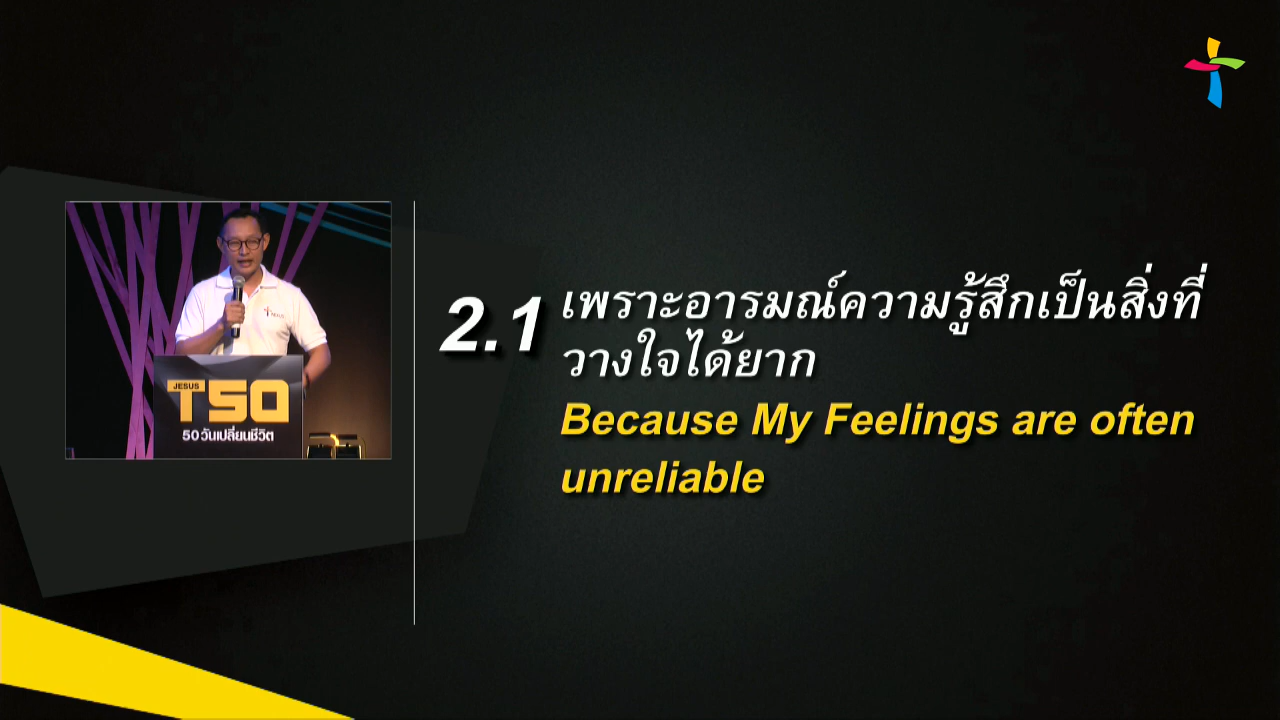 JESUS
T50
50 วันเปลี่ยนชีวิต
2.1
เพราะอารมณ์ความรู้สึกเป็นสิ่งที่
วางใจได้ยาก
Because My Feelings are often
unreliable